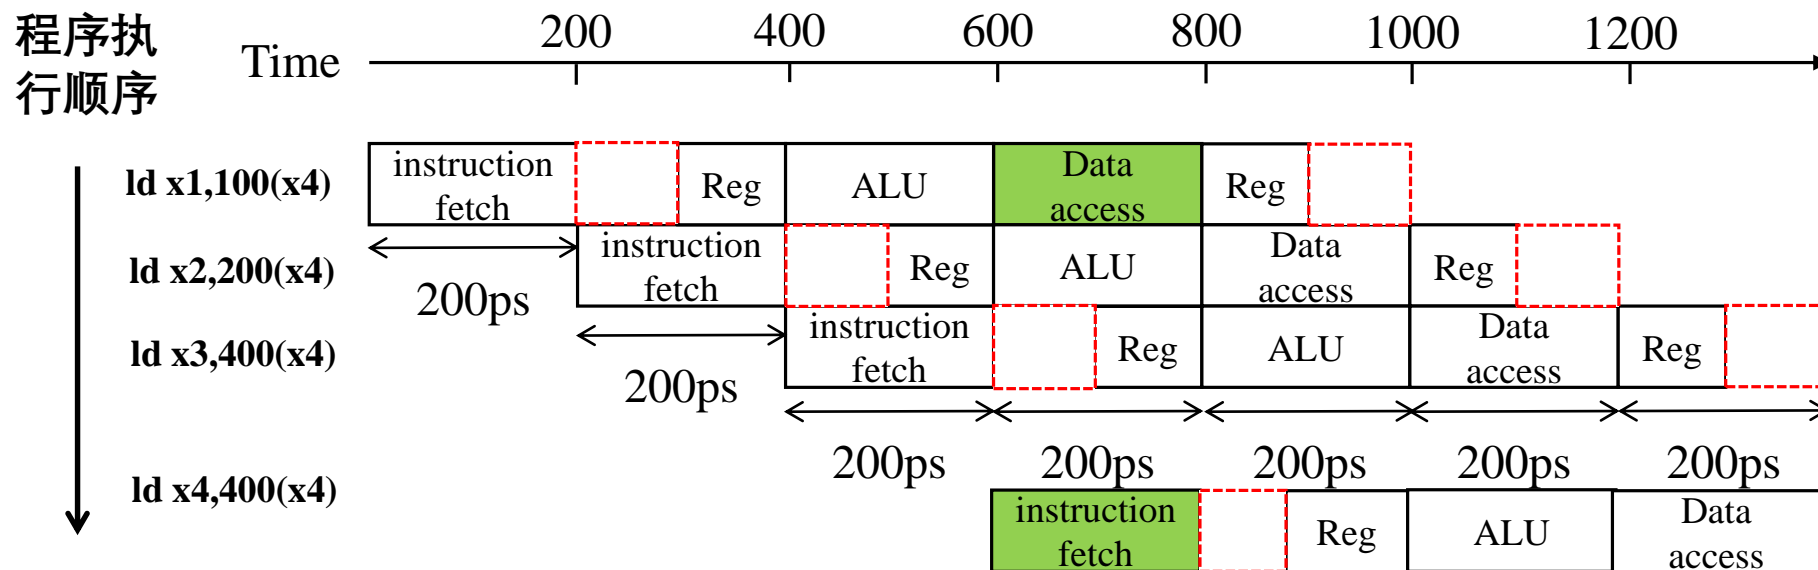 程序执
行顺序
Time
200
400
600
800
1000
1200
ld x1,100(x4)
instruction
fetch
Reg
ALU
Data
access
Reg
ld x2,200(x4)
200ps
instruction
fetch
Reg
ALU
Data
access
Reg
ld x3,400(x4)
200ps
instruction
fetch
Reg
ALU
Data
access
Reg
200ps
200ps
200ps
200ps
200ps
ld x4,400(x4)
instruction
fetch
Reg
ALU
Data
access